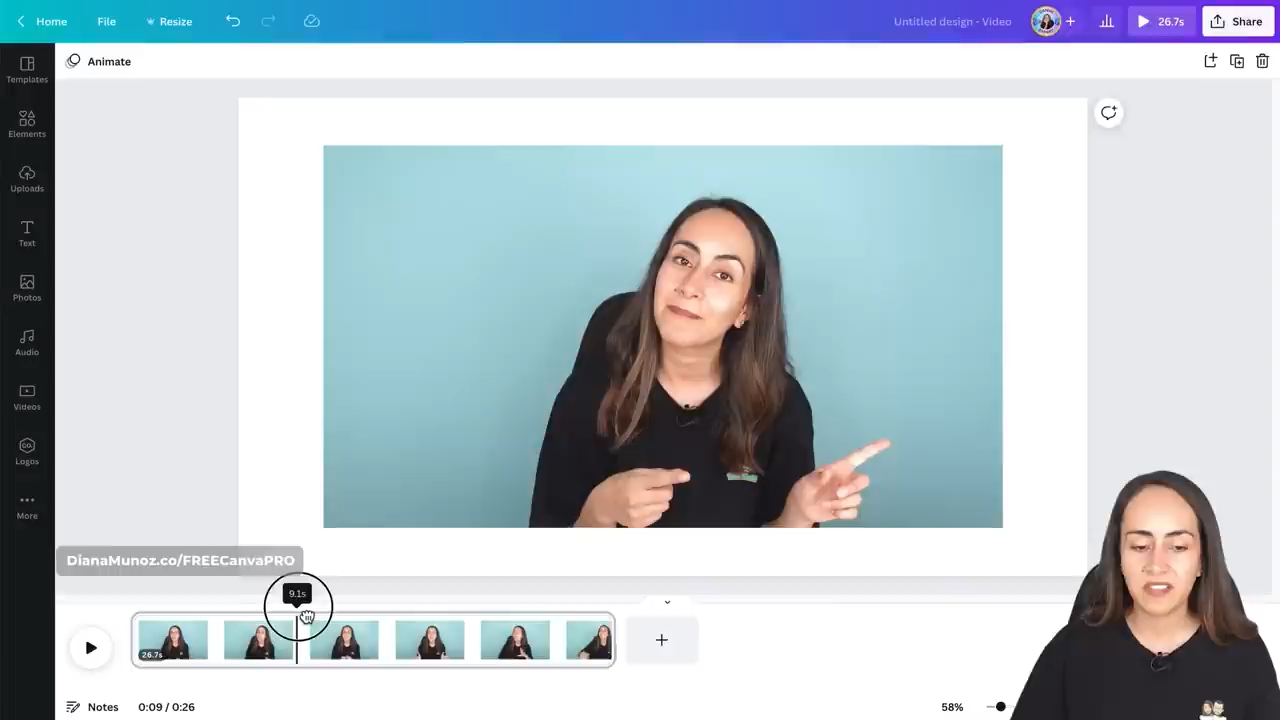 Home File Resize Untitled design - Video + 26.7s Share
Animate
Templates
Elements
Uploads
Text
Photos
Audio
Videos
CO.
Logos
More
DianaMunoz.co/FREECanvaPRO
9.1s
26.7s
Notes 0:09 / 0:26 58%